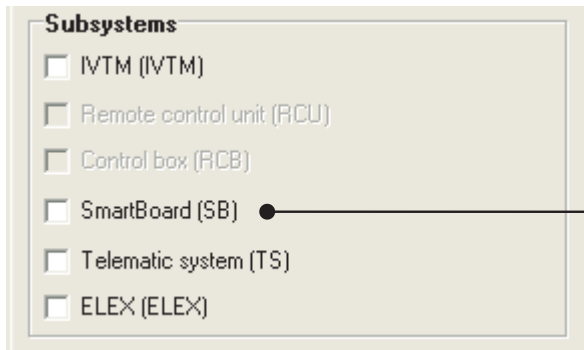 Subsystems
IVTM (IVTM)
Remote control unit (RCU)
Control box (RCB)
SmartBoard (SB)
Telematic system (TS)
ELEX (ELEX)